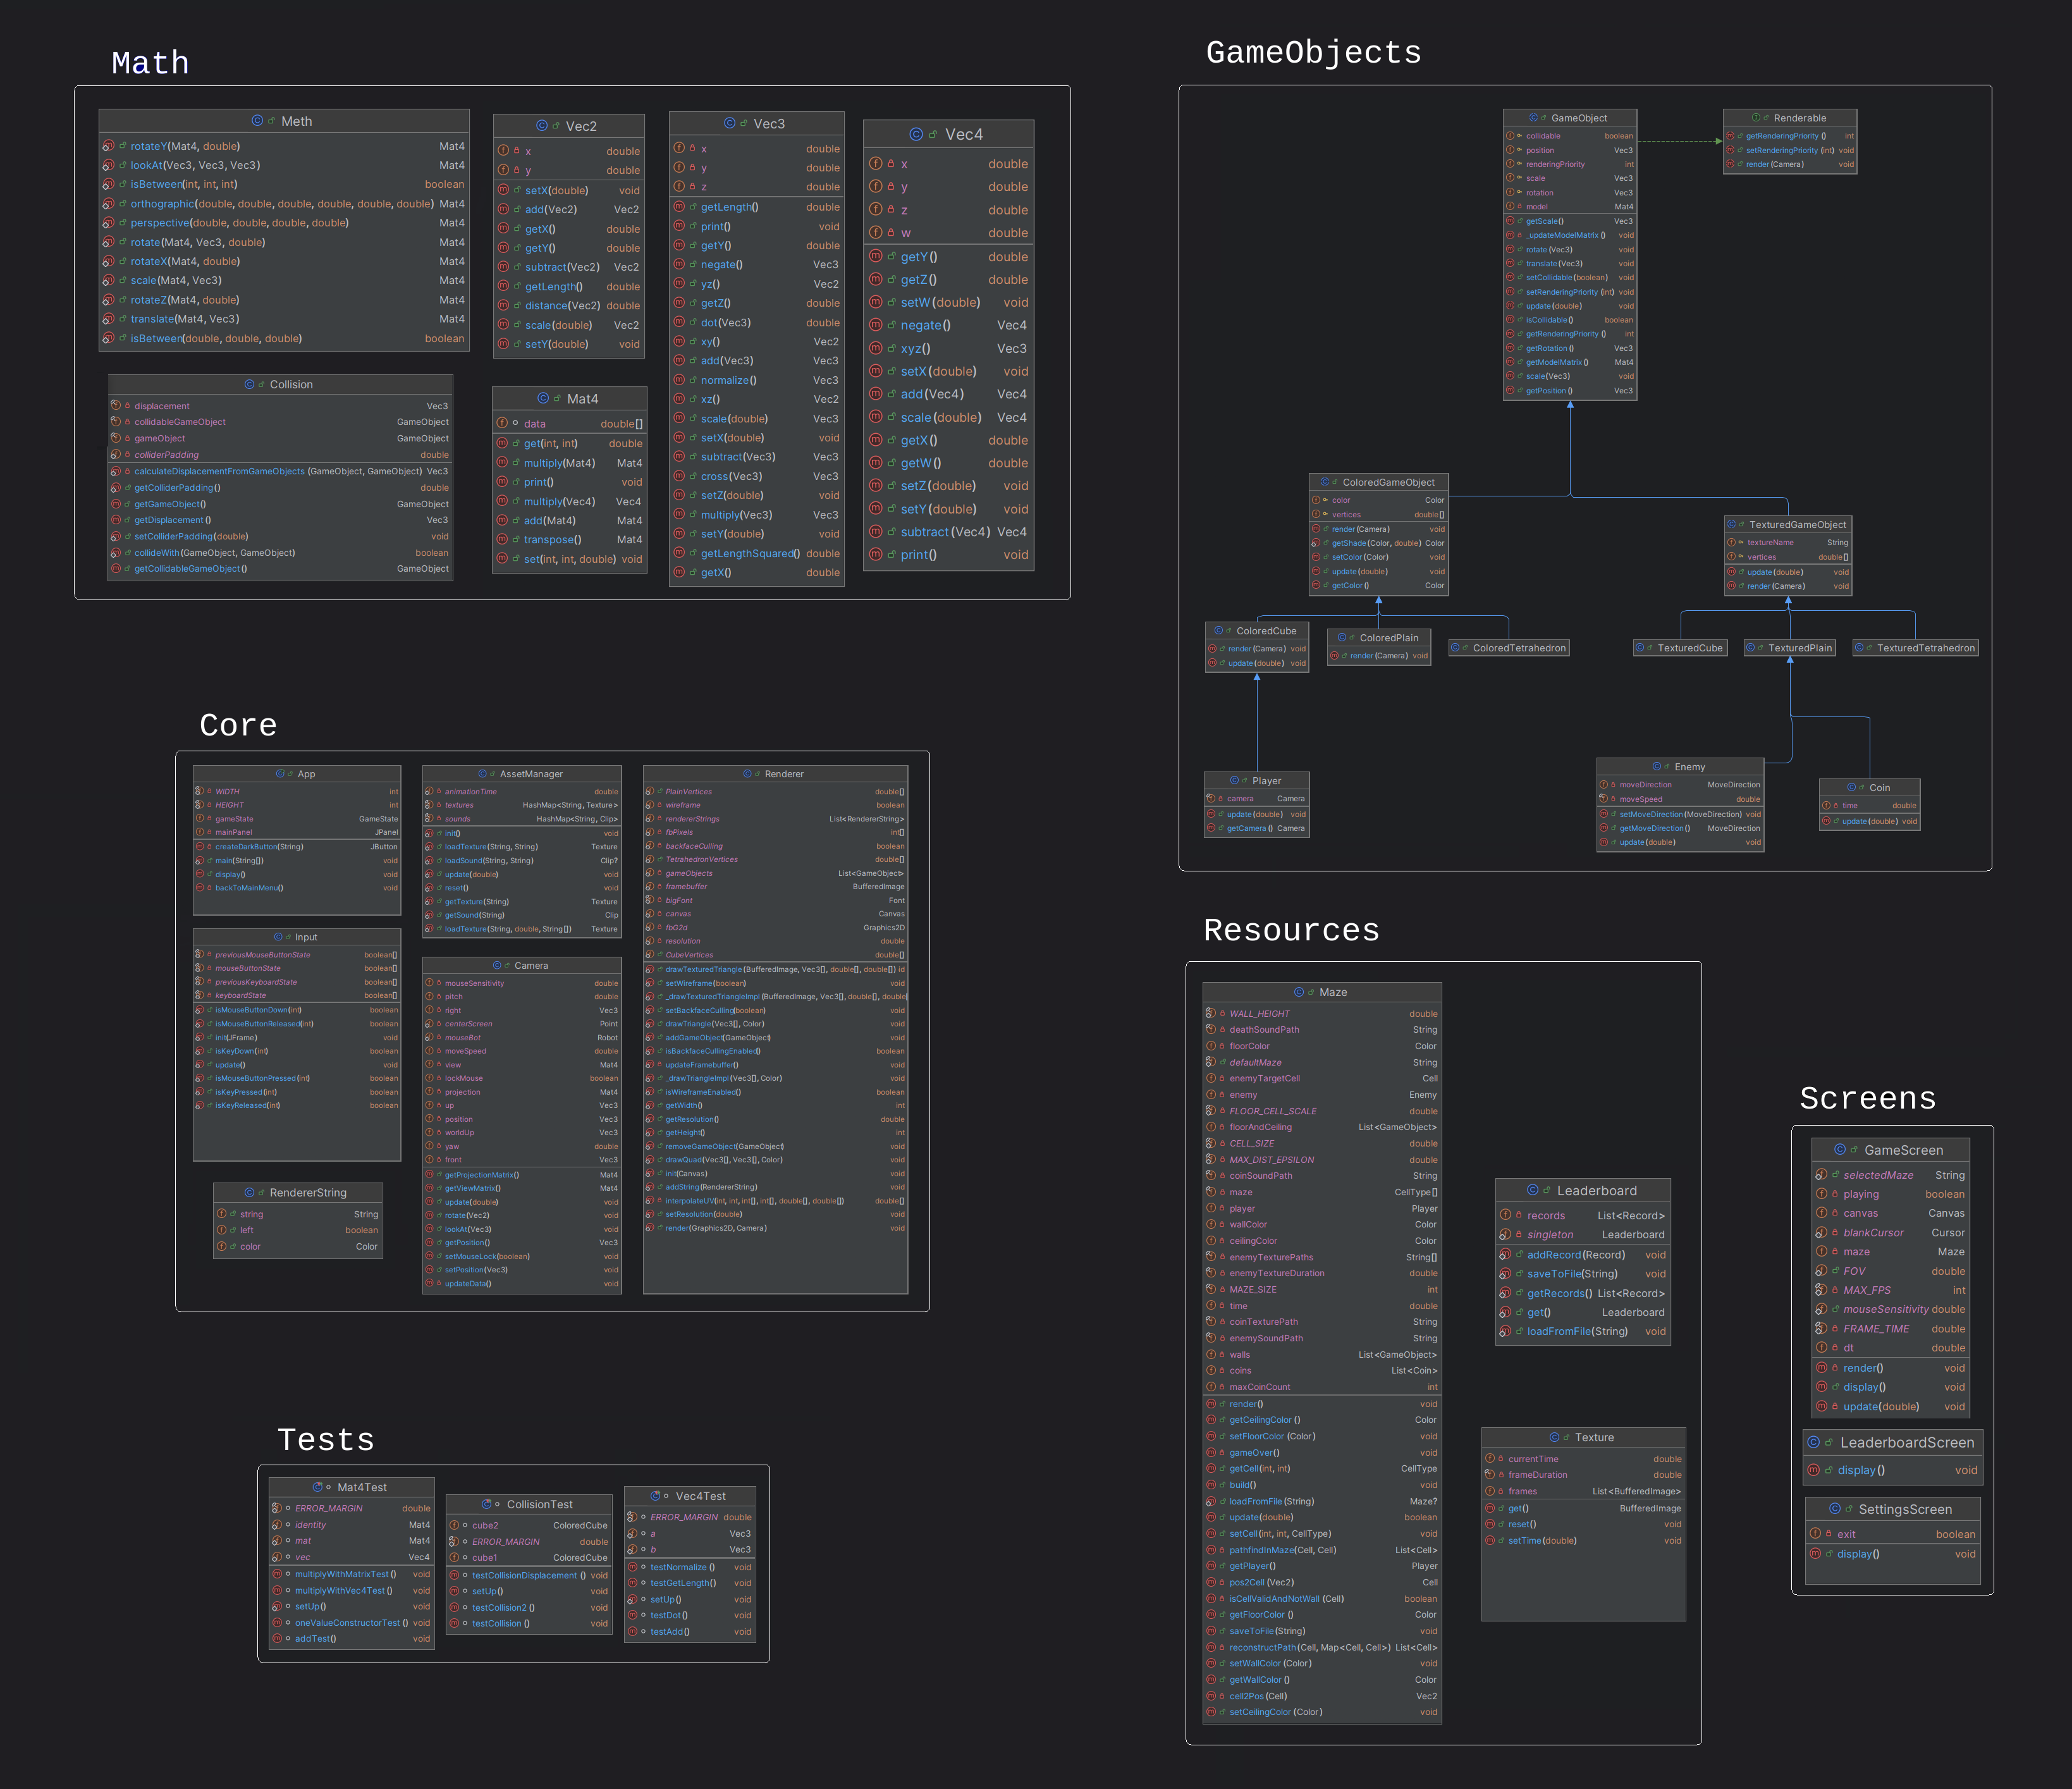 Math
Meth
rotateY(Mat4, double) Mat4
lookAt(Vec3, Vec3, Vec3) Mat4
isBetween(int, int, int) boolean
orthographic(double, double, double, double, double, double) Mat4
perspective(double, double, double, double) Mat4
rotate(Mat4, Vec3, double) Mat4
rotateX(Mat4, double) Mat4
scale(Mat4, Vec3) Mat4
rotateZ(Mat4, double) Mat4
translate(Mat4, Vec3) Mat4
isBetween(double, double, double) boolean
Collision
displacement Vec3
collidableGameObject GameObject
gameObject GameObject
colliderPadding double
calculateDisplacementFromGameObjects (GameObject, GameObject) Vec3
getColliderPadding() double
getGameObject() GameObject
getDisplacement() Vec3
setColliderPadding(double) void
collideWith(GameObject, GameObject) boolean
getCollidableGameObject() GameObject
Vec2
x double
y double
setX(double) void
add(Vec2) Vec2
getX() double
getY() double
subtract(Vec2) Vec2
getLength() double
distance(Vec2) double
scale(double) Vec2
setY(double) void
Mat4
data double[]
get(int, int) double
multiply(Mat4) Mat4
print() void
multiply(Vec4) Vec4
add(Mat4) Mat4
transpose() Mat4
set(int, int, double) void
Vec3
x double
y double
z double
getLength() double
print() void
getY() double
negate() Vec3
yz() Vec2
getZ() double
dot(Vec3) double
xy() Vec2
add(Vec3) Vec3
normalize() Vec3
xz() Vec2
scale(double) Vec3
setX(double) void
subtract(Vec3) Vec3
cross(Vec3) Vec3
setZ(double) void
multiply(Vec3) Vec3
setY(double) void
getLengthSquared() double
getX() double
Vec4
x double
y double
z double
w double
getY() double
getZ() double
setW(double) void
negate() Vec4
xyz() Vec3
setX(double) void
add(Vec4) Vec4
scale(double) Vec4
getX() double
getW() double
setZ(double) void
setY(double) void
subtract(Vec4) Vec4
print() void
GameObjects
GameObject
collidable boolean
position Vec3
renderingPriority int
scale Vec3
rotation Vec3
model Mat4
getScale() Vec3
_updateModelMatrix() void
rotate(Vec3) void
translate(Vec3) void
setCollidable(boolean) void
setRenderingPriority(int) void
update(double) void
isCollidable() boolean
getRenderingPriority() int
getRotation() Vec3
getModelMatrix() Mat4
scale(Vec3) void
getPosition() Vec3
Renderable
getRenderingPriority() int
setRenderingPriority(int) void
render(Camera) void
ColoredGameObject
color Color
vertices double[]
render(Camera) void
getShade(Color, double) Color
setColor(Color) void
update(double) void
getColor() Color
TexturedGameObject
textureName String
vertices double[]
update(double) void
render(Camera) void
ColoredCube
render(Camera) void
update(double) void
ColoredPlain
render(Camera) void
ColoredTetrahedron
TexturedCube
TexturedPlain
TexturedTetrahedron
Player
camera Camera
update(double) void
getCamera() Camera
Enemy
moveDirection MoveDirection
moveSpeed double
setMoveDirection(MoveDirection) void
getMoveDirection() MoveDirection
update(double) void
Coin
time double
update(double) void
Core
App
WIDTH int
HEIGHT int
gameState GameState
mainPanel JPanel
createDarkButton(String) JButton
main(String[]) void
display() void
backToMainMenu() void
Input
previousMouseButtonState boolean[]
mouseButtonState boolean[]
previousKeyboardState boolean[]
keyboardState boolean[]
isMouseButtonDown(int) boolean
isMouseButtonReleased(int) boolean
init(JFrame) void
isKeyDown(int) boolean
update() void
isMouseButtonPressed(int) boolean
isKeyPressed(int) boolean
isKeyReleased(int) boolean
RendererString
string String
left boolean
color Color
AssetManager
animationTime double
textures HashMap<String, Texture>
sounds HashMap<String, Clip>
init() void
loadTexture(String, String) Texture
loadSound(String, String) Clip?
update(double) void
reset() void
getTexture(String) Texture
getSound(String) Clip
loadTexture(String, double, String[]) Texture
Camera
mouseSensitivity double
pitch double
right Vec3
centerScreen Point
mouseBot Robot
moveSpeed double
view Mat4
lockMouse boolean
projection Mat4
up Vec3
position Vec3
worldUp Vec3
yaw double
front Vec3
getProjectionMatrix() Mat4
getViewMatrix() Mat4
update(double) void
rotate(Vec2) void
lookAt(Vec3) void
getPosition() Vec3
setMouseLock(boolean) void
setPosition(Vec3) void
updateData() void
Renderer
PlainVertices double[]
wireframe boolean
rendererStrings List<RendererString>
fbPixels int[]
backfaceCulling boolean
TetrahedronVertices double[]
gameObjects List<GameObject>
framebuffer BufferedImage
bigFont Font
canvas Canvas
fbG2d Graphics2D
resolution double
CubeVertices double[]
drawTexturedTriangle(BufferedImage, Vec3[], double[], double[]) id
setWireframe(boolean) void
_drawTexturedTriangleImpl(BufferedImage, Vec3[], double[], double[
setBackfaceCulling(boolean) void
drawTriangle(Vec3[], Color) void
addGameObject(GameObject) void
isBackfaceCullingEnabled() boolean
updateFramebuffer() void
_drawTriangleImpl(Vec3[], Color) void
isWireframeEnabled() boolean
getWidth() int
getResolution() double
getHeight() int
removeGameObject(GameObject) void
drawQuad(Vec3[], Vec3[], Color) void
init(Canvas) void
addString(RendererString) void
interpolateUV(int, int, int[], int[], double[], double[]) double[]
setResolution(double) void
render(Graphics2D, Camera) void
Resources
Maze
WALL_HEIGHT double
deathSoundPath String
floorColor Color
defaultMaze String
enemyTargetCell Cell
enemy Enemy
FLOOR_CELL_SCALE double
floorAndCeiling List<GameObject>
CELL_SIZE double
MAX_DIST_EPSILON double
coinSoundPath String
maze CellType[]
player Player
wallColor Color
ceilingColor Color
enemyTexturePaths String[]
enemyTextureDuration double
MAZE_SIZE int
time double
coinTexturePath String
enemySoundPath String
walls List<GameObject>
coins List<Coin>
maxCoinCount int
render() void
getCeilingColor() Color
setFloorColor(Color) void
gameOver() void
getCell(int, int) CellType
build() void
loadFromFile(String) Maze?
update(double) boolean
setCell(int, int, CellType) void
pathfindInMaze(Cell, Cell) List<Cell>
getPlayer() Player
pos2Cell(Vec2) Cell
isCellValidAndNotWall(Cell) boolean
getFloorColor() Color
saveToFile(String) void
reconstructPath(Cell, Map<Cell, Cell>) List<Cell>
setWallColor(Color) void
getWallColor() Color
cell2Pos(Cell) Vec2
setCeilingColor(Color) void
Leaderboard
records List<Record>
singleton Leaderboard
addRecord(Record) void
saveToFile(String) void
getRecords() List<Record>
get() Leaderboard
loadFromFile(String) void
Texture
currentTime double
frameDuration double
frames List<BufferedImage>
get() BufferedImage
reset() void
setTime(double) void
Screens
GameScreen
selectedMaze String
playing boolean
canvas Canvas
blankCursor Cursor
maze Maze
FOV double
MAX_FPS int
mouseSensitivity double
FRAME_TIME double
dt double
render() void
display() void
update(double) void
LeaderboardScreen
display() void
SettingsScreen
exit boolean
display() void
Tests
Mat4Test
ERROR_MARGIN double
identity Mat4
mat Mat4
vec Vec4
multiplyWithMatrixTest() void
multiplyWithVec4Test() void
setUp() void
oneValueConstructorTest() void
addTest() void
CollisionTest
cube2 ColoredCube
ERROR_MARGIN double
cube1 ColoredCube
testCollisionDisplacement() void
setUp() void
testCollision2() void
testCollision() void
Vec4Test
ERROR_MARGIN double
a Vec3
b Vec3
testNormalize() void
testGetLength() void
setUp() void
testDot() void
testAdd() void